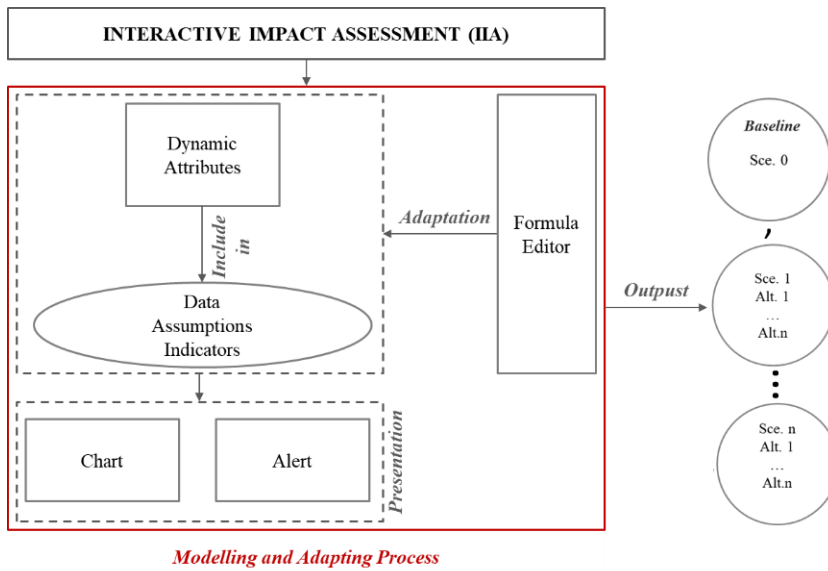 INTERACTIVE IMPACT ASSESSMENT (IIA)
Dynamic
Attributes
Include
in
Data
Assumptions
Indicators
Adaptation
Formula
Editor
Chart
Alert
Presentation
Modelling and Adapting Process
Outpust
Baseline
Sce. 0
,
Sce. 1
Alt. 1
…
Alt.n
Sce. n
Alt. 1
…
Alt.n